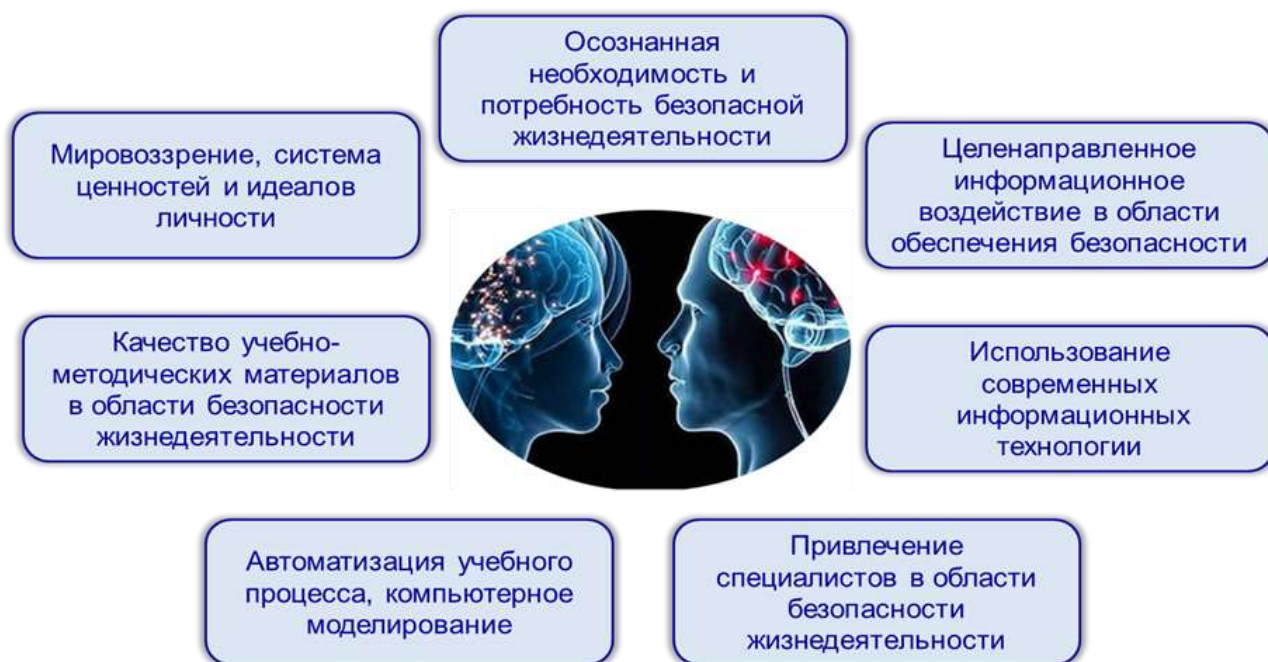 Осознанная
необходимость и
потребность безопасной
жизнедеятельности
Мировоззрение, система
ценностей и идеалов
личности
Целенаправленное
информационное
воздействие в области
обеспечения безопасности
Качество учебно-
методических материалов
в области безопасности
жизнедеятельности
Использование
современных
информационных
технологии
Автоматизация учебного
процесса, компьютерное
моделирование
Привлечение
специалистов в области
безопасности
жизнедеятельности